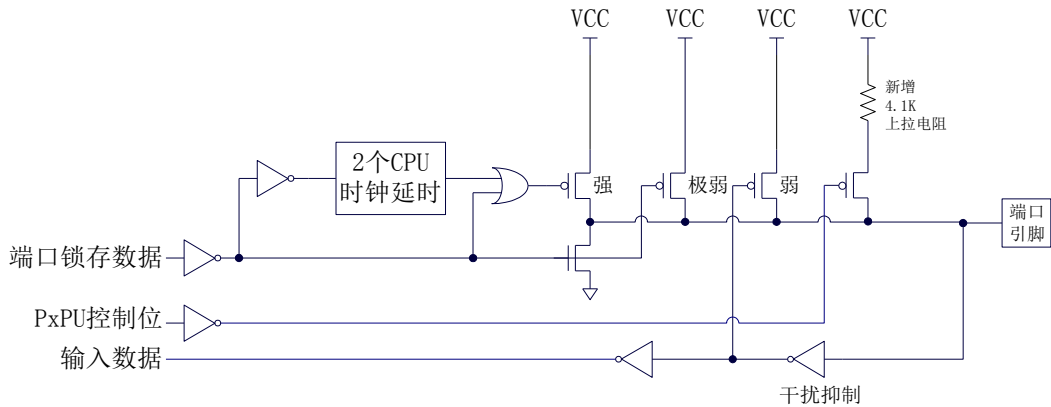 VCC
VCC
VCC
VCC
新增
4.1K
上拉电阻
2个CPU
时钟延时
强
极弱
弱
端口
引脚
端口锁存数据
PxPU控制位
输入数据
干扰抑制